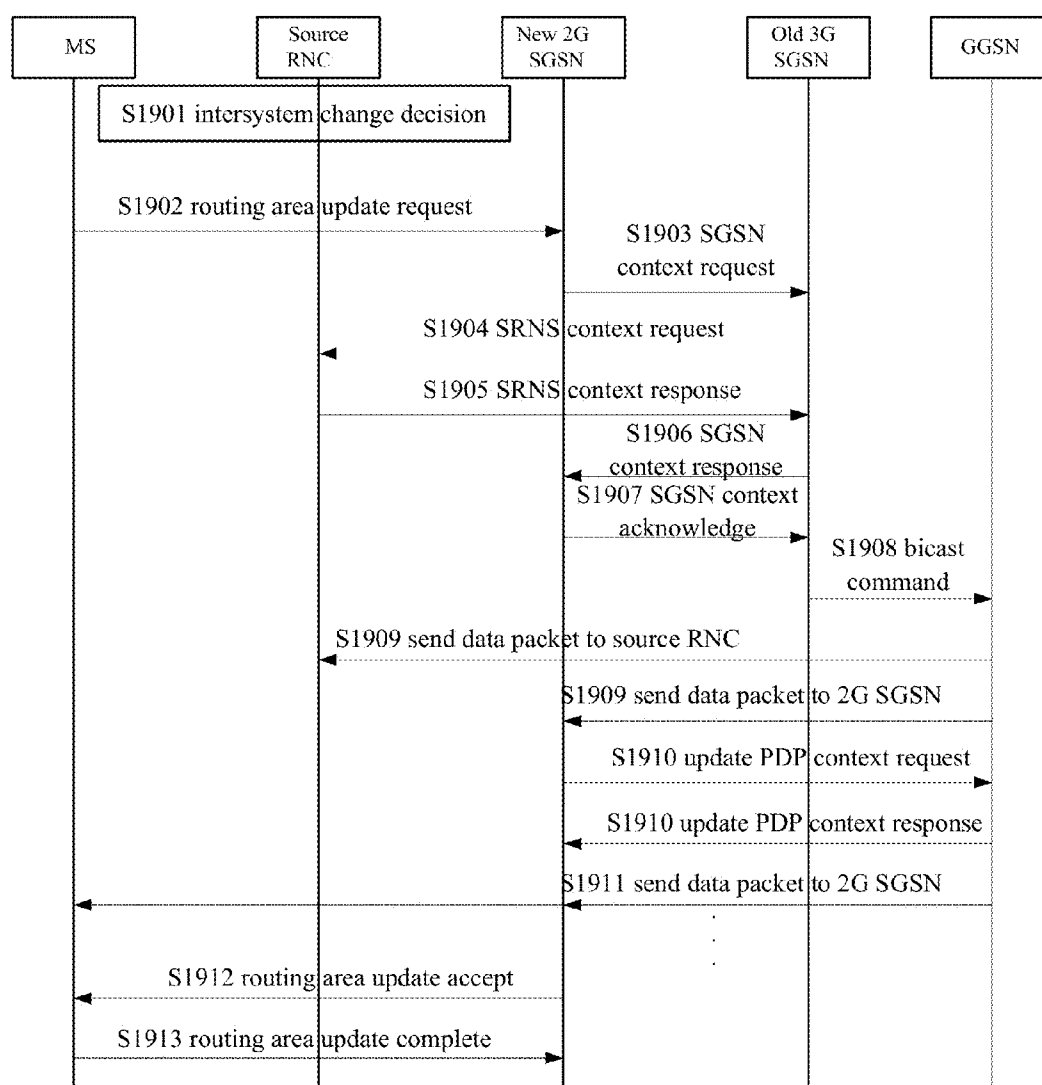 MS
Source
RNC
New 2G
SGSN
Old 3G
SGSN
GGSN
S1901 intersystem change decision
S1902 routing area update request
S1903 SGSN
context request
S1904 SRNS context request
S1905 SRNS context response
S1906 SGSN
context response
S1907 SGSN context
acknowledge
S1908 bicast
command
S1909 send data packet to source RNC
S1909 send data packet to 2G SGSN
S1910 update PDP context request
S1910 update PDP context response
S1911 send data packet to 2G SGSN
S1912 routing area update accept
S1913 routing area update complete